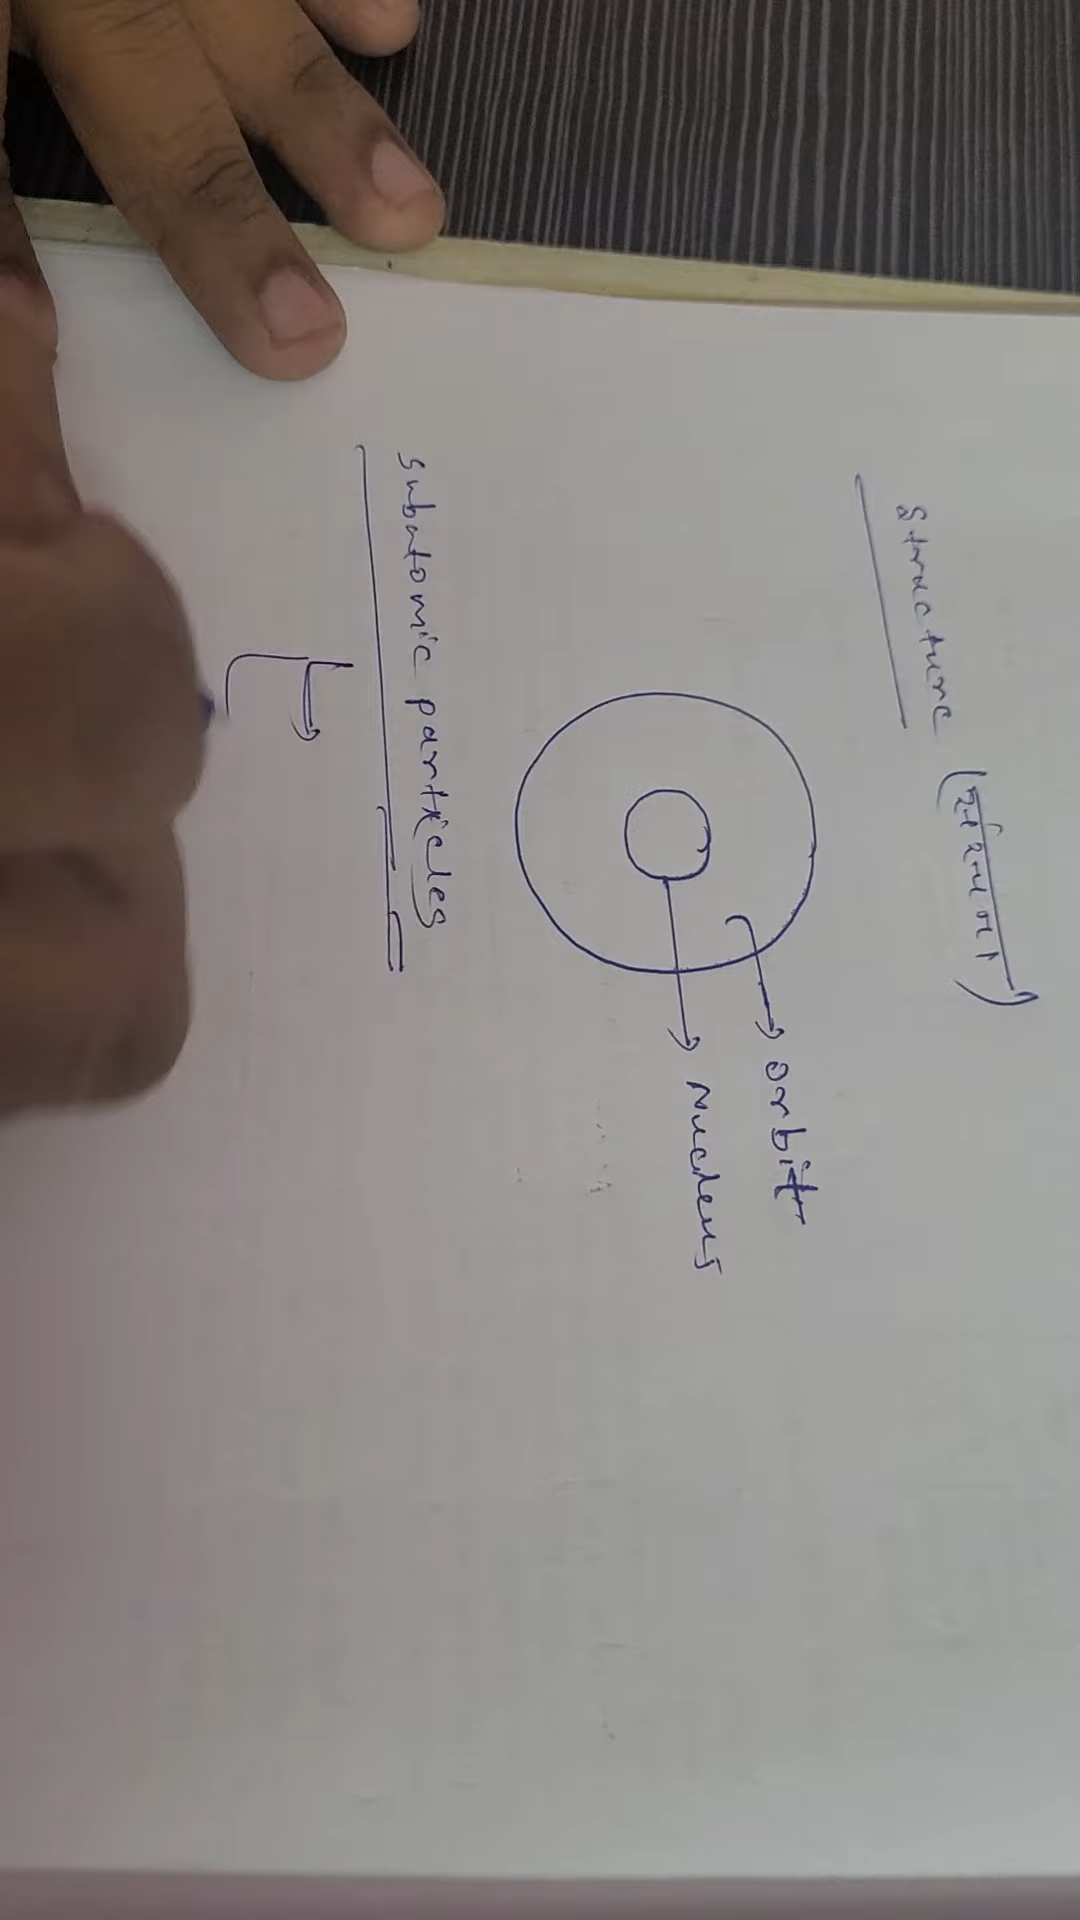 Structure (संरचना)
orbit
Nucleus
Subatomic particles